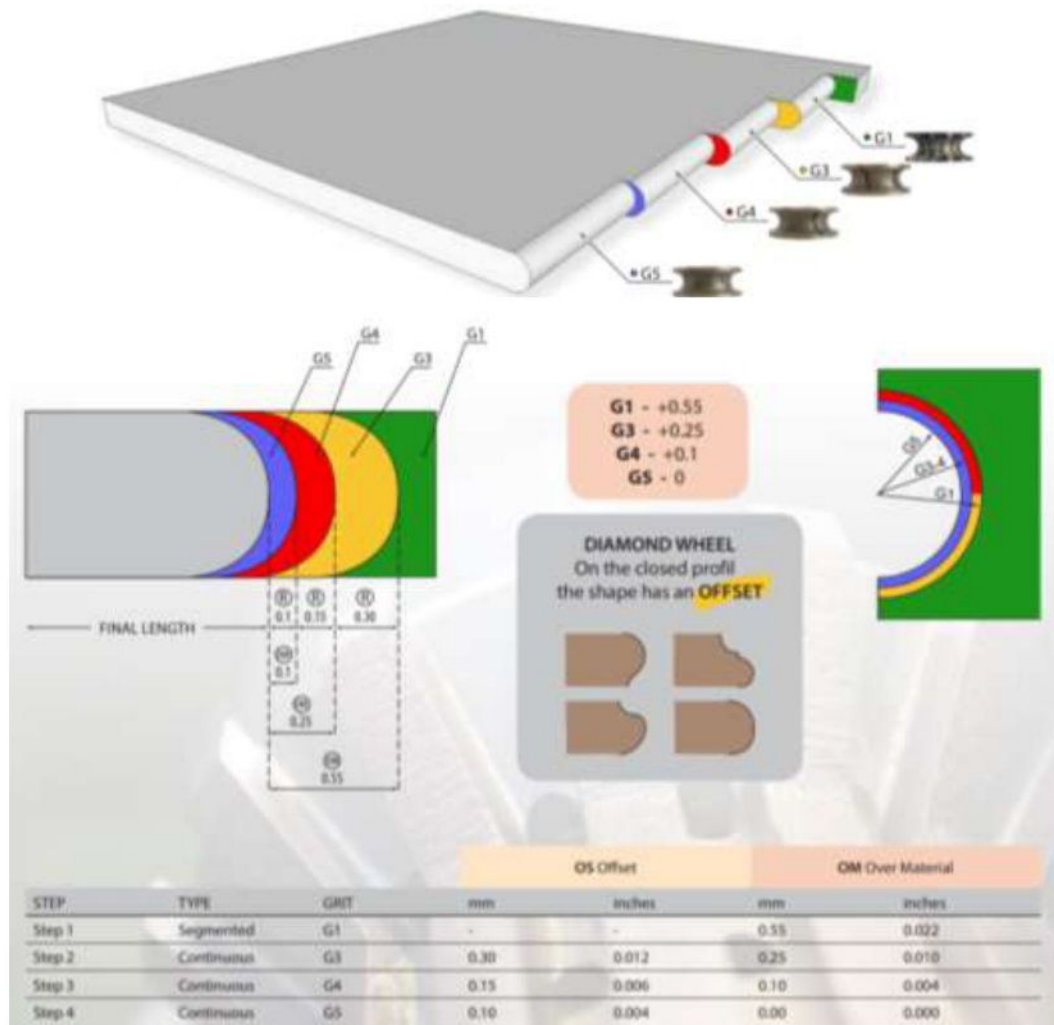 G1
G3
G4
G5
G5
G4
G3
G1
G1 - +0.55
G3 - +0.25
G4 - +0.1
G5 - 0
G5
G3-4
G1
DIAMOND WHEEL
On the closed profil
the shape has an OFFSET
R R R
0.1 0.15 0.30
FINAL LENGTH
0.1
0.25
0.55
OS Offset OM Over Material
STEP TYPE GRIT mm inches mm inches
Step 1 Segmented G1 - - 0.55 0.022
Step 2 Continuous G3 0.30 0.012 0.25 0.010
Step 3 Continuous G4 0.15 0.006 0.10 0.004
Step 4 Continuous G5 0.10 0.004 0.00 0.000